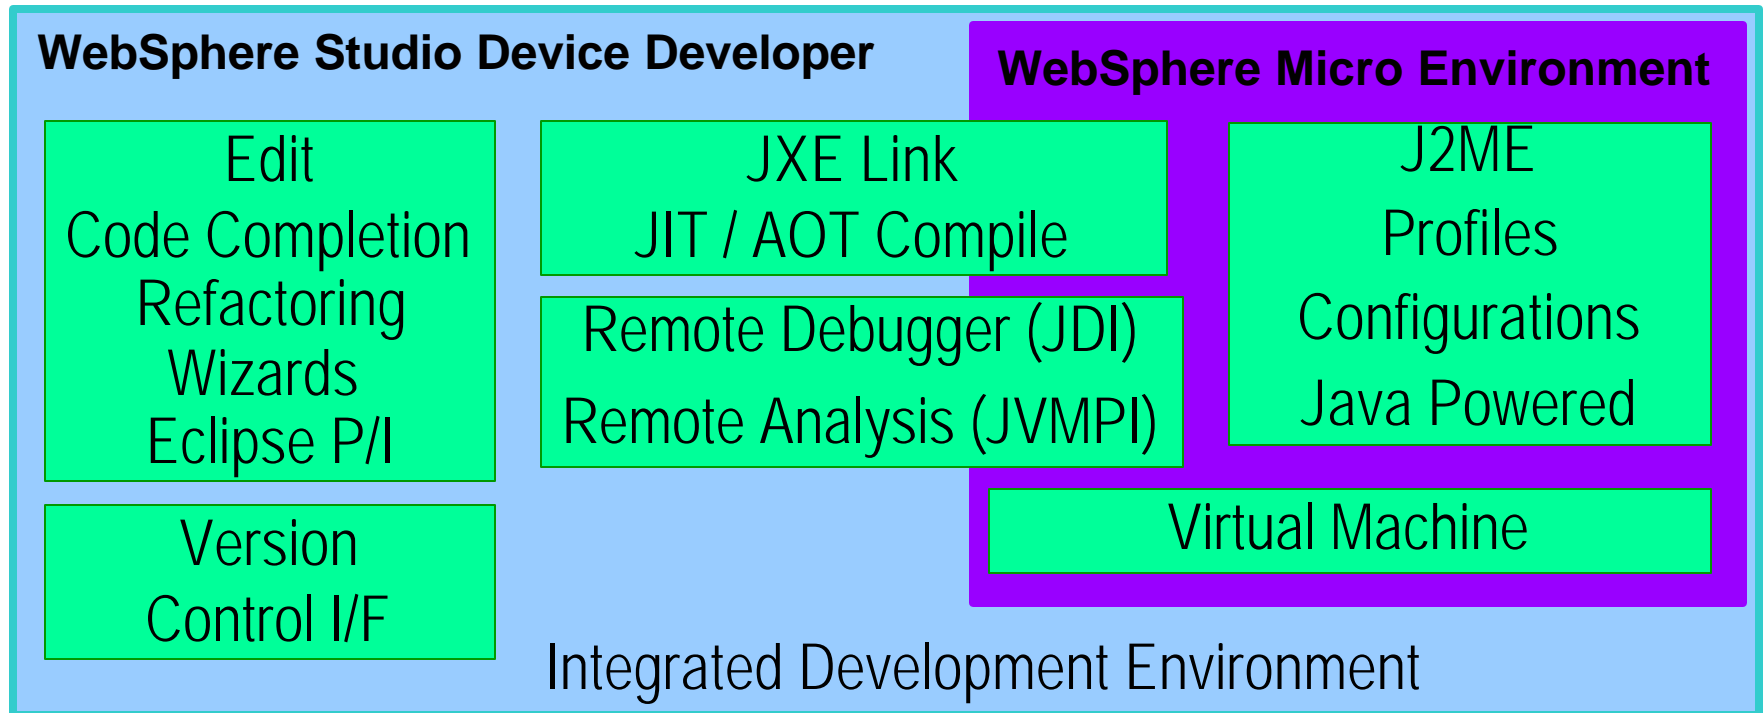 WebSphere Studio Device Developer
WebSphere Micro Environment
Edit
Code Completion
Refactoring
Wizards
Eclipse P/I
Version
Control I/F
JXE Link
JIT / AOT Compile
Remote Debugger (JDI)
Remote Analysis (JVMPI)
J2ME
Profiles
Configurations
Java Powered
Virtual Machine
Integrated Development Environment